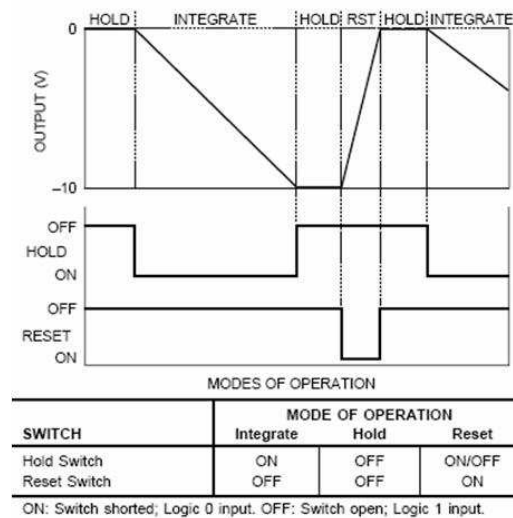 HOLD INTEGRATE HOLD RST HOLD INTEGRATE
0
OUTPUT (V)
–10
OFF
HOLD
ON
OFF
RESET
ON
MODES OF OPERATION
MODE OF OPERATION
SWITCH Integrate Hold Reset
Hold Switch ON OFF ON/OFF
Reset Switch OFF OFF ON
ON: Switch shorted; Logic 0 input. OFF: Switch open; Logic 1 input.